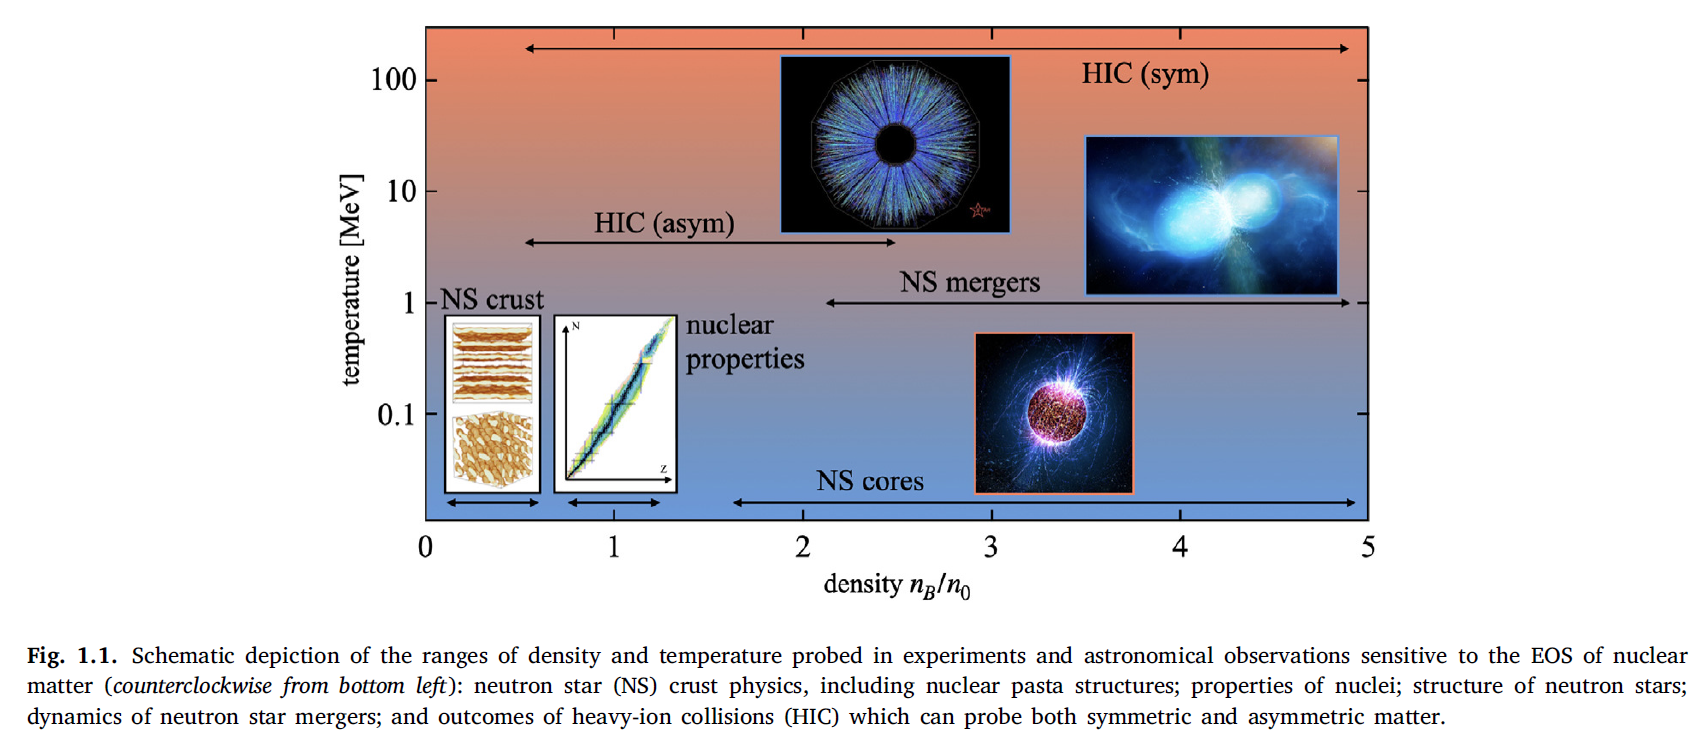 HIC (sym)
100
10
HIC (asym)
NS mergers
1
NS crust
N
nuclear
properties
Z
0.1
NS cores
temperature [MeV]
0 1 2 3 4 5
density n_B/n_0
Fig. 1.1. Schematic depiction of the ranges of density and temperature probed in experiments and astronomical observations sensitive to the EOS of nuclear
matter (counterclockwise from bottom left): neutron star (NS) crust physics, including nuclear pasta structures; properties of nuclei; structure of neutron stars;
dynamics of neutron star mergers; and outcomes of heavy-ion collisions (HIC) which can probe both symmetric and asymmetric matter.